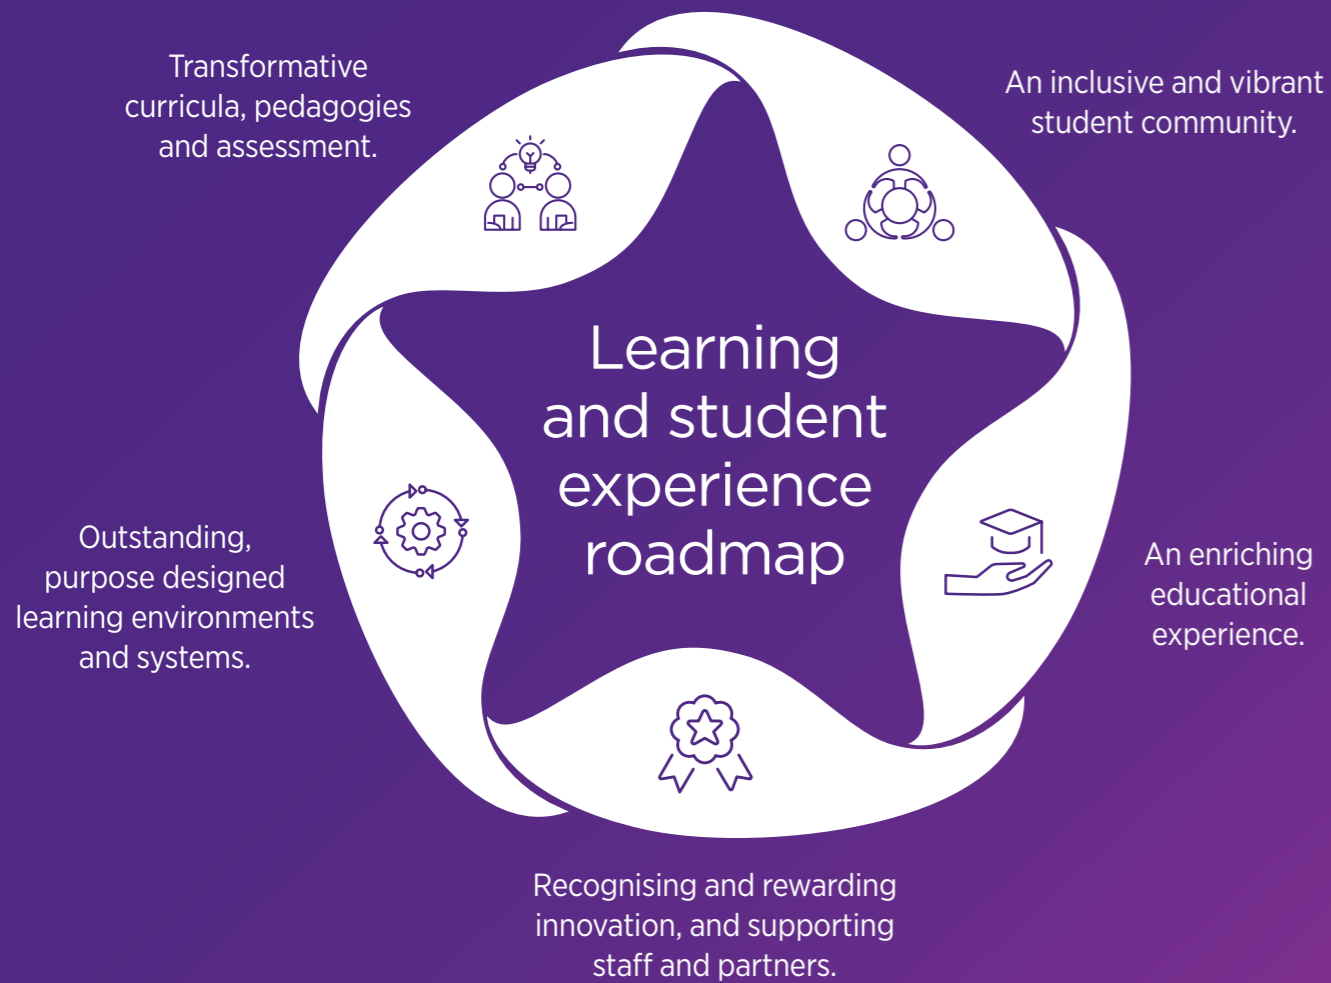 Transformative
curricula, pedagogies
and assessment.
An inclusive and vibrant
student community.
Learning
and student
experience
roadmap
Outstanding,
purpose designed
learning environments
and systems.
An enriching
educational
experience.
Recognising and rewarding
innovation, and supporting
staff and partners.